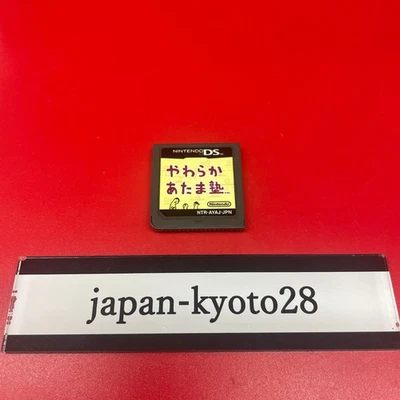 NINTENDO DS
やわらか
あたま塾
Nintendo
NTR-AYAJ-JPN
japan-kyoto28